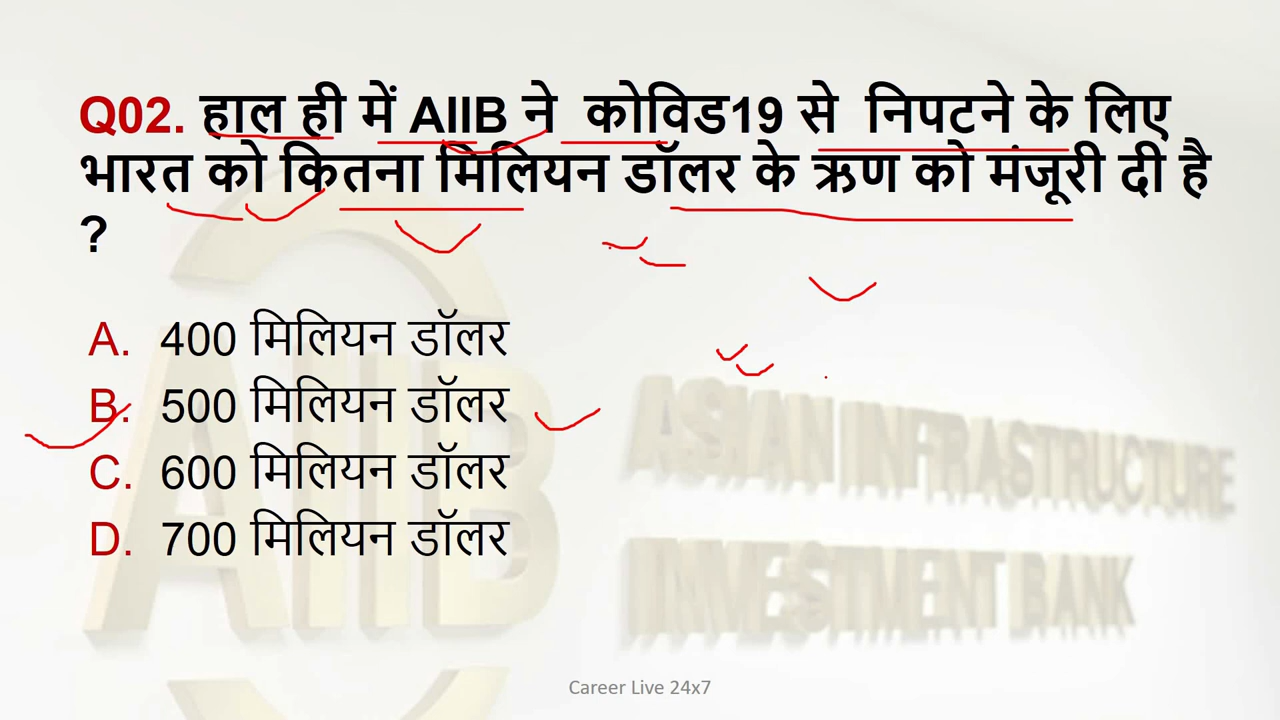 Q02. हाल ही में AIIB ने कोविड19 से निपटने के लिए
भारत को कितना मिलियन डॉलर के ऋण को मंजूरी दी है
?
A. 400 मिलियन डॉलर
B. 500 मिलियन डॉलर
C. 600 मिलियन डॉलर
D. 700 मिलियन डॉलर
AIIB
ASIAN INFRASTRUCTURE
INVESTMENT BANK
Career Live 24x7